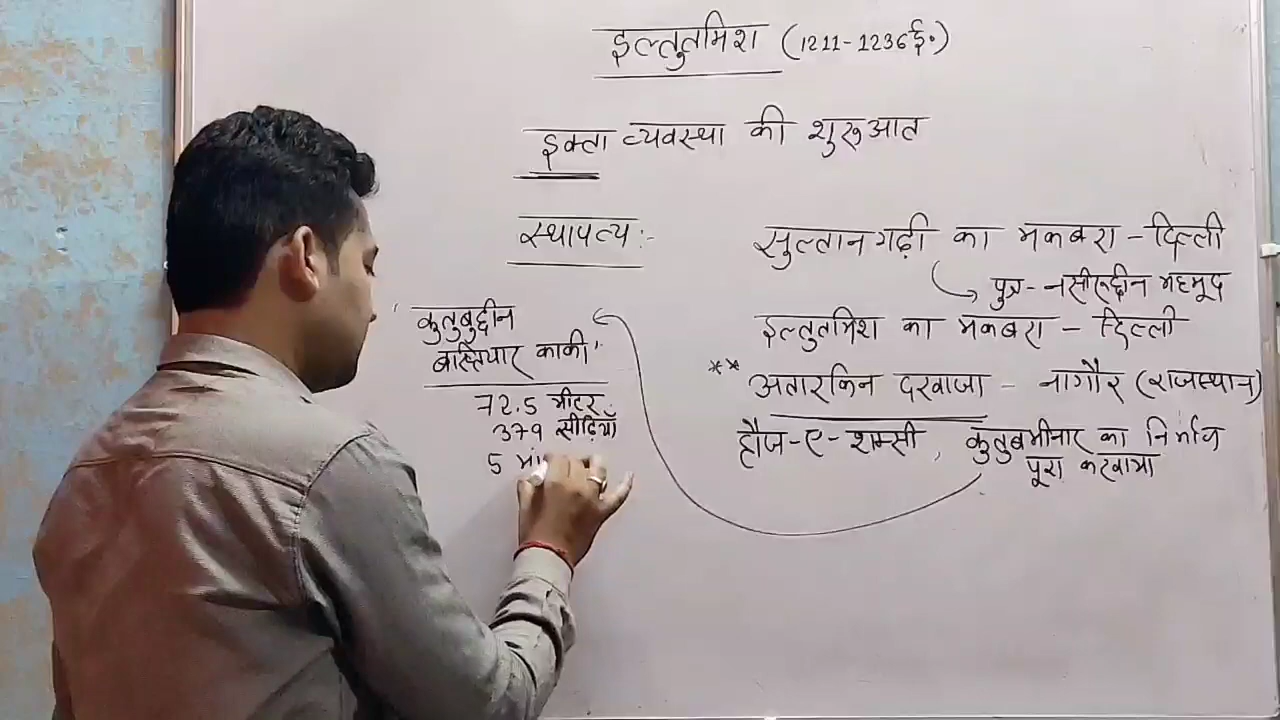 इल्तुतमिश (1211-1236ई॰)
इक्ता व्यवस्था की शुरुआत
स्थापत्य :-
सुल्तानगढ़ी का मकबरा - दिल्ली
पुत्र - नसीरुद्दीन महमूद
इल्तुतमिश का मकबरा - दिल्ली
** अतारकिन दरवाजा - नागौर (राजस्थान)
हौज-ए-शम्सी, कुतुबमीनार का निर्माण
पूरा करवाया
"कुतुबुद्दीन
बख्तियार काकी"
72.5 मीटर
379 सीढ़ियाँ
5